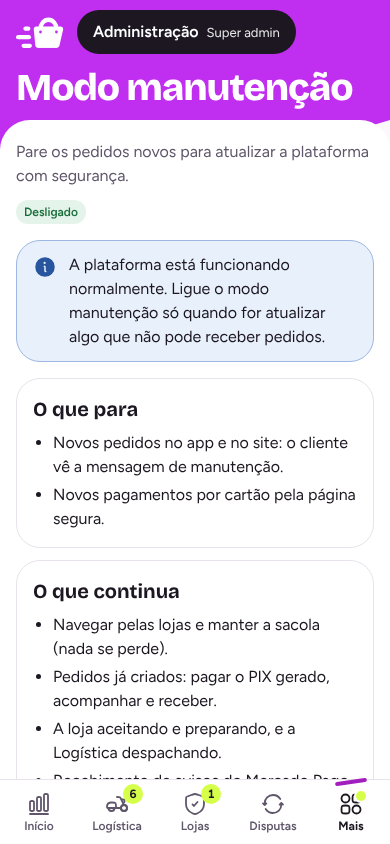 Administração Super admin
Modo manutenção
Pare os pedidos novos para atualizar a plataforma
com segurança.
Desligado
A plataforma está funcionando
normalmente. Ligue o modo
manutenção só quando for atualizar
algo que não pode receber pedidos.
O que para
• Novos pedidos no app e no site: o cliente
vê a mensagem de manutenção.
• Novos pagamentos por cartão pela página
segura.
O que continua
• Navegar pelas lojas e manter a sacola
(nada se perde).
• Pedidos já criados: pagar o PIX gerado,
acompanhar e receber.
• A loja aceitando e preparando, e a
Logística despachando.
6
1
Início
Logística
Lojas
Disputas
Mais